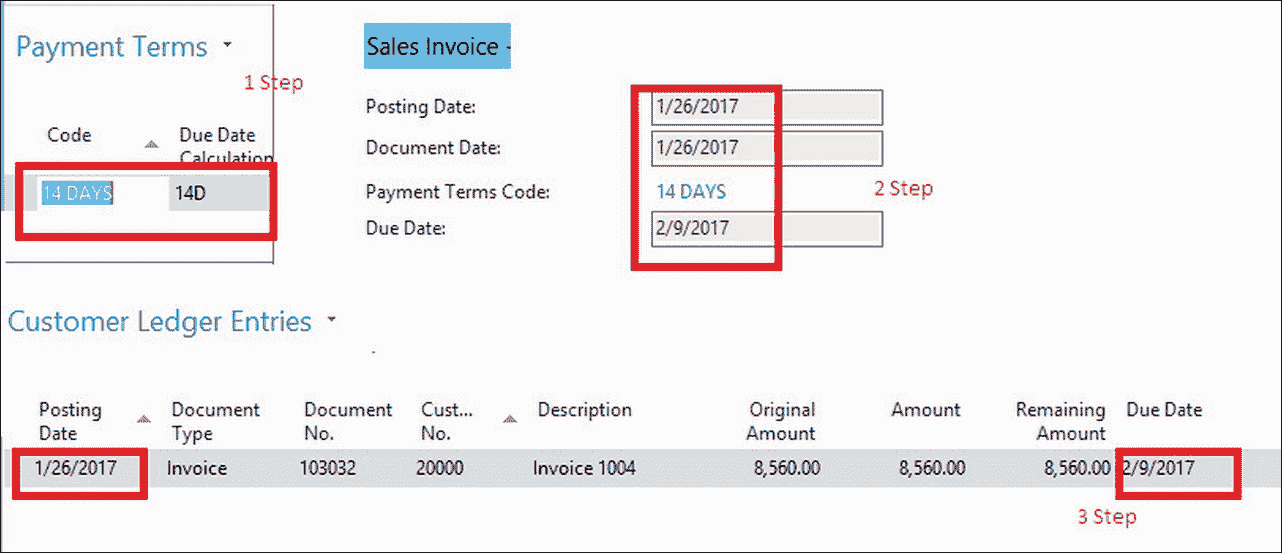 Payment Terms
1 Step
Code
Due Date
Calculation
14 DAYS
14D
Sales Invoice
Posting Date:
1/26/2017
Document Date:
1/26/2017
Payment Terms Code:
14 DAYS
2 Step
Due Date:
2/9/2017
Customer Ledger Entries
Posting Date
Document Type
Document No.
Cust... No.
Description
Original Amount
Amount
Remaining Amount
Due Date
1/26/2017
Invoice
103032
20000
Invoice 1004
8,560.00
8,560.00
8,560.00
2/9/2017
3 Step